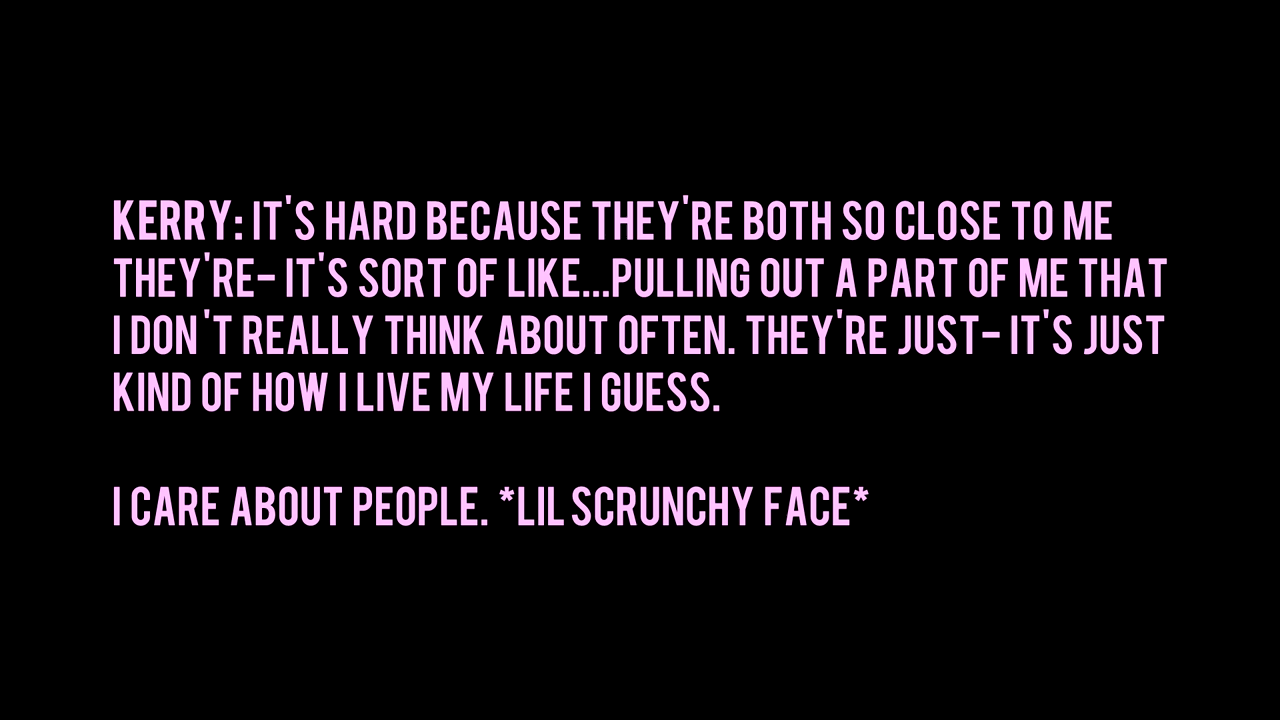 KERRY: IT'S HARD BECAUSE THEY'RE BOTH SO CLOSE TO ME
THEY'RE- IT'S SORT OF LIKE...PULLING OUT A PART OF ME THAT
I DON'T REALLY THINK ABOUT OFTEN. THEY'RE JUST- IT'S JUST
KIND OF HOW I LIVE MY LIFE I GUESS.
I CARE ABOUT PEOPLE. *LIL SCRUNCHY FACE*